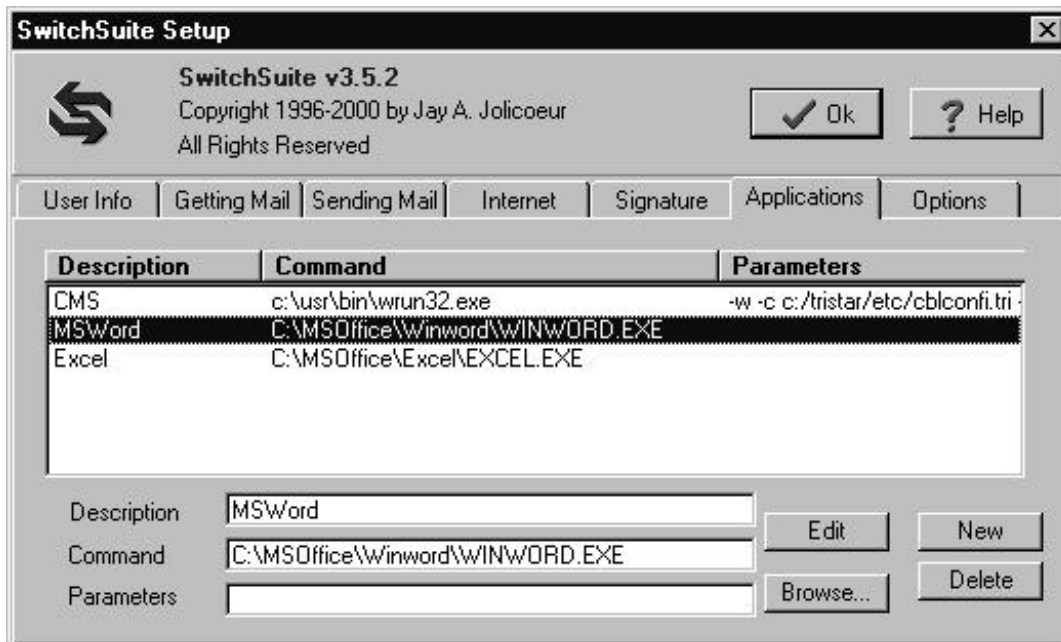 SwitchSuite Setup
SwitchSuite v3.5.2
Copyright 1996-2000 by Jay A. Jolicoeur
All Rights Reserved
Ok
? Help
User Info Getting Mail Sending Mail Internet Signature Applications Options
Description Command Parameters
CMS c:\usr\bin\wrun32.exe -w -c c:/tristar/etc/cblconfi.tri -
MSWord C:\MSOffice\Winword\WINWORD.EXE
Excel C:\MSOffice\Excel\EXCEL.EXE
Description MSWord
Edit New
Command C:\MSOffice\Winword\WINWORD.EXE
Parameters
Browse... Delete